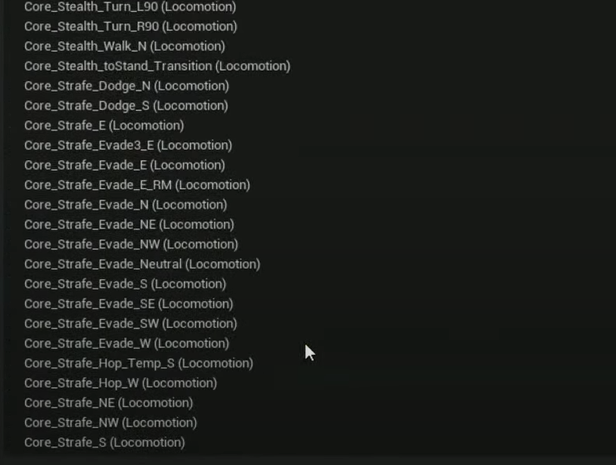 Core_Stealth_Turn_L90 (Locomotion)
Core_Stealth_Turn_R90 (Locomotion)
Core_Stealth_Walk_N (Locomotion)
Core_Stealth_toStand_Transition (Locomotion)
Core_Strafe_Dodge_N (Locomotion)
Core_Strafe_Dodge_S (Locomotion)
Core_Strafe_E (Locomotion)
Core_Strafe_Evade3_E (Locomotion)
Core_Strafe_Evade_E (Locomotion)
Core_Strafe_Evade_E_RM (Locomotion)
Core_Strafe_Evade_N (Locomotion)
Core_Strafe_Evade_NE (Locomotion)
Core_Strafe_Evade_NW (Locomotion)
Core_Strafe_Evade_Neutral (Locomotion)
Core_Strafe_Evade_S (Locomotion)
Core_Strafe_Evade_SE (Locomotion)
Core_Strafe_Evade_SW (Locomotion)
Core_Strafe_Evade_W (Locomotion)
Core_Strafe_Hop_Temp_S (Locomotion)
Core_Strafe_Hop_W (Locomotion)
Core_Strafe_NE (Locomotion)
Core_Strafe_NW (Locomotion)
Core_Strafe_S (Locomotion)